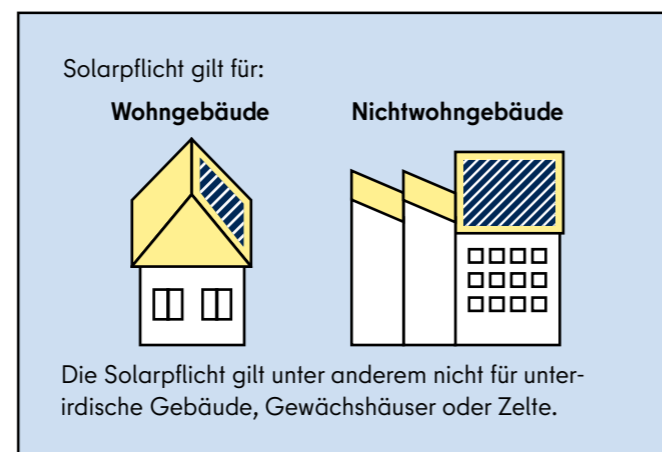 Solarpflicht gilt für:
Wohngebäude Nichtwohngebäude
Die Solarpflicht gilt unter anderem nicht für unter-
irdische Gebäude, Gewächshäuser oder Zelte.